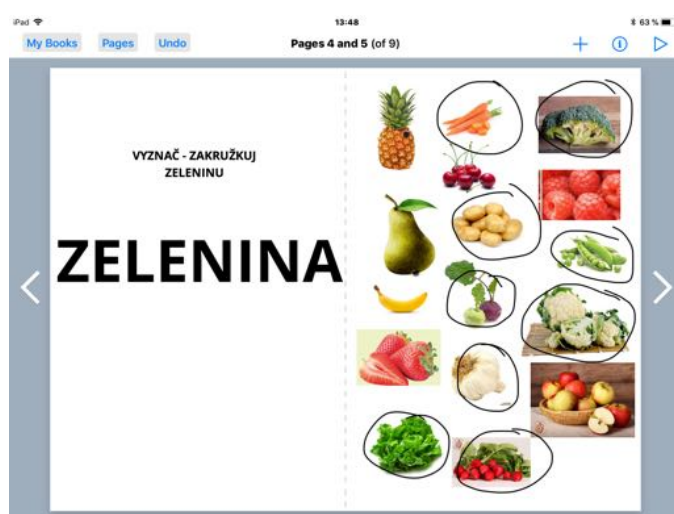 iPad 13:48 63 %
My Books Pages Undo Pages 4 and 5 (of 9)
VYZNAČ - ZAKRUŽKUJ
ZELENINU
ZELENINA